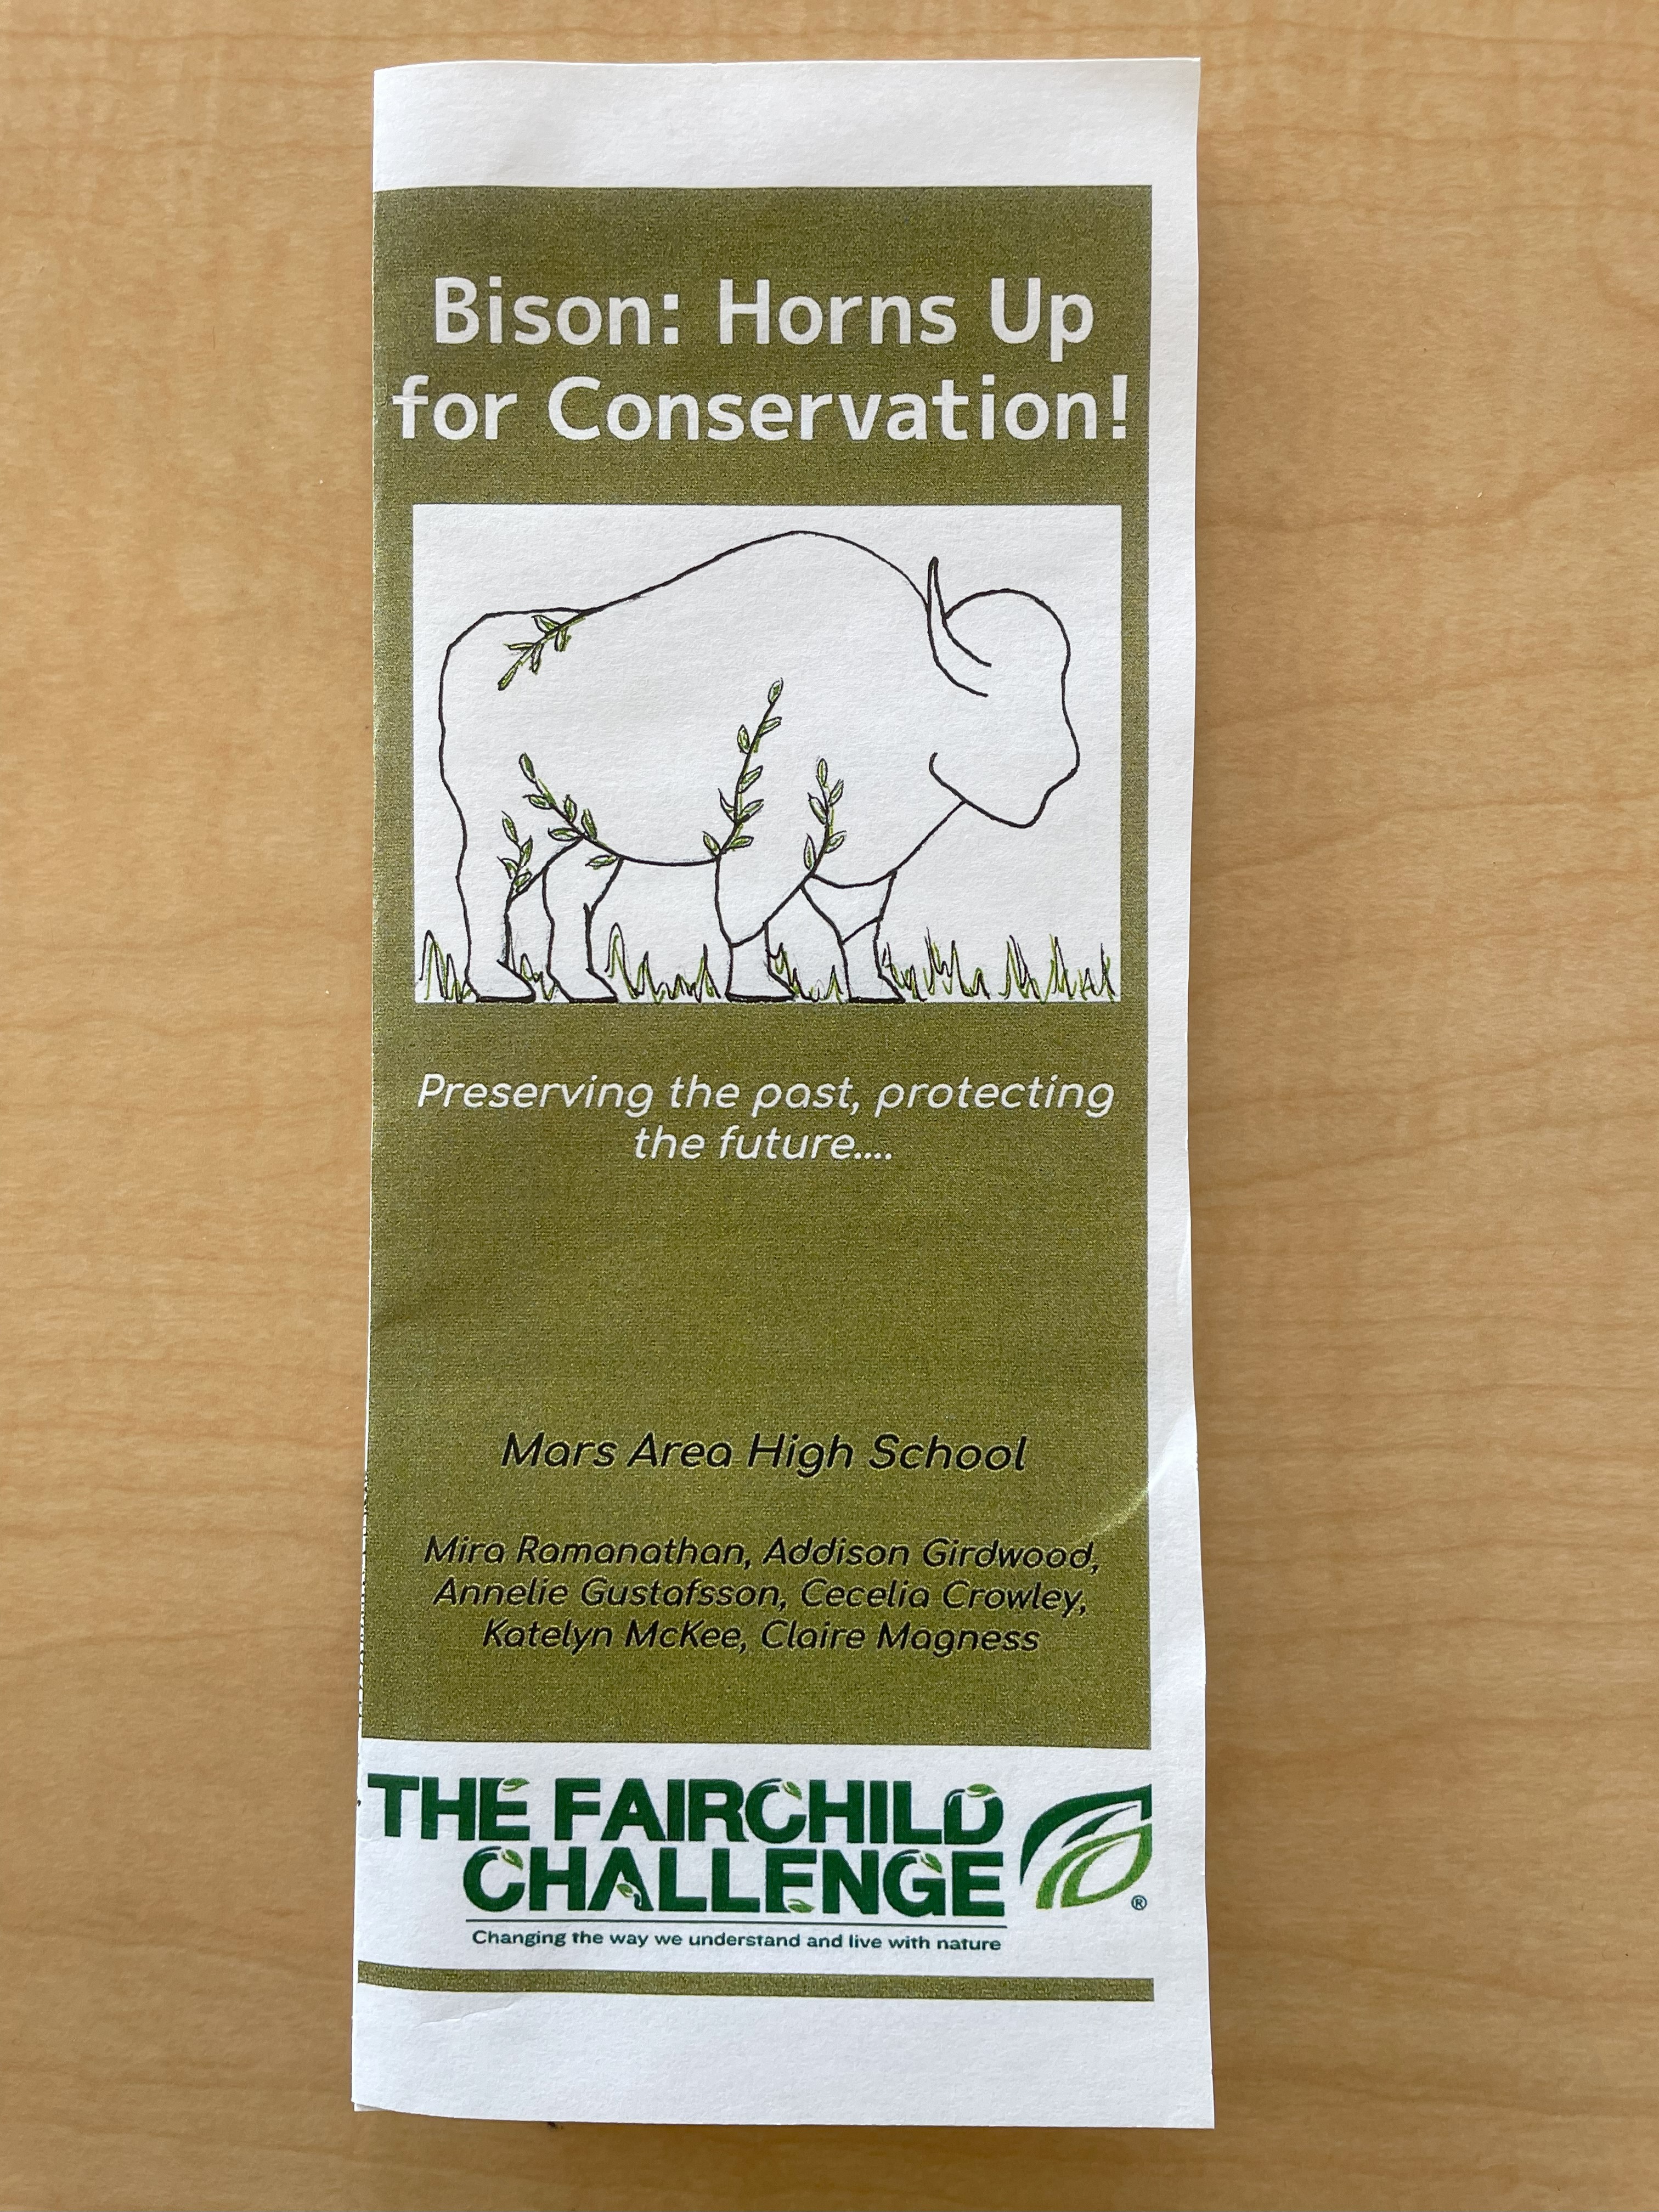 Bison: Horns Up
for Conservation!
Preserving the past, protecting
the future....
Mars Area High School
Mira Ramanathan, Addison Girdwood,
Annelie Gustafsson, Cecelia Crowley,
Katelyn McKee, Claire Magness
THE FAIRCHILD
CHALLENGE
®
Changing the way we understand and live with nature